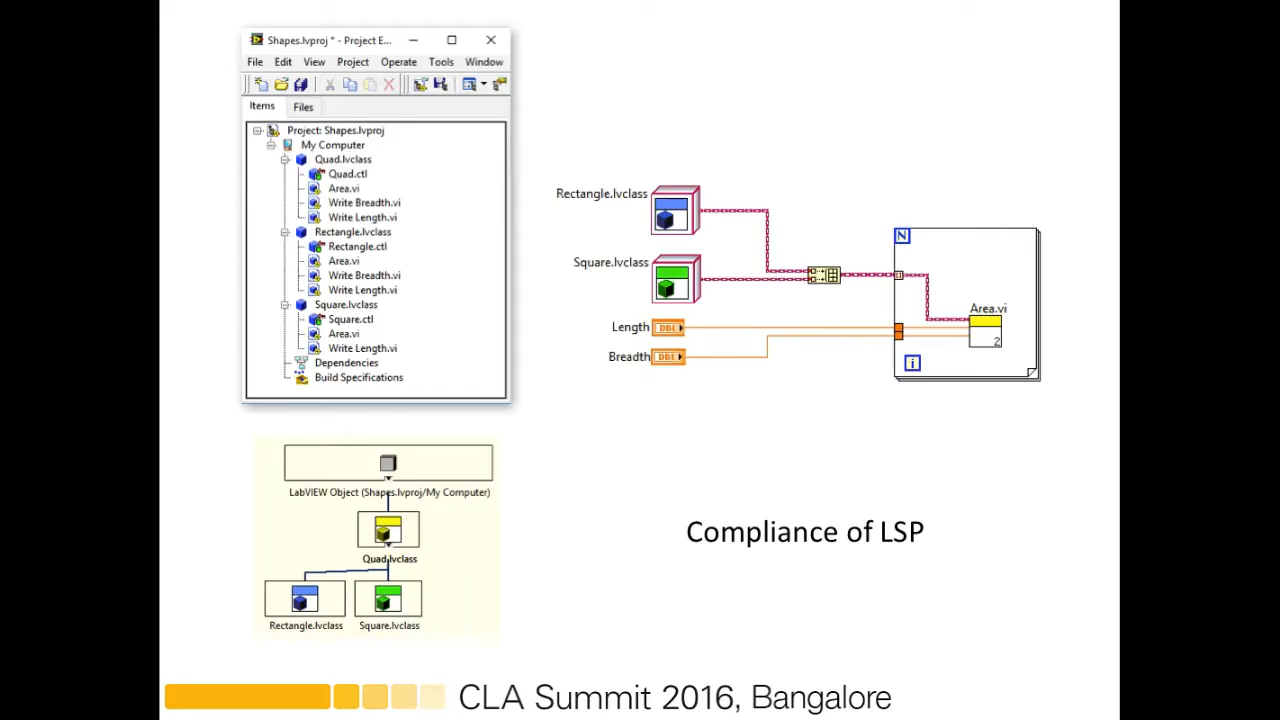 Shapes.lvproj * - Project E...
File Edit View Project Operate Tools Window
Items Files
Project: Shapes.lvproj
My Computer
Quad.lvclass
Quad.ctl
Area.vi
Write Breadth.vi
Write Length.vi
Rectangle.lvclass
Rectangle.ctl
Area.vi
Write Breadth.vi
Write Length.vi
Square.lvclass
Square.ctl
Area.vi
Write Length.vi
Dependencies
Build Specifications
Rectangle.lvclass
Square.lvclass
Length
DBL
Breadth
DBL
N
i
Area.vi
2
LabVIEW Object (Shapes.lvproj/My Computer)
Quad.lvclass
Rectangle.lvclass
Square.lvclass
Compliance of LSP
CLA Summit 2016, Bangalore